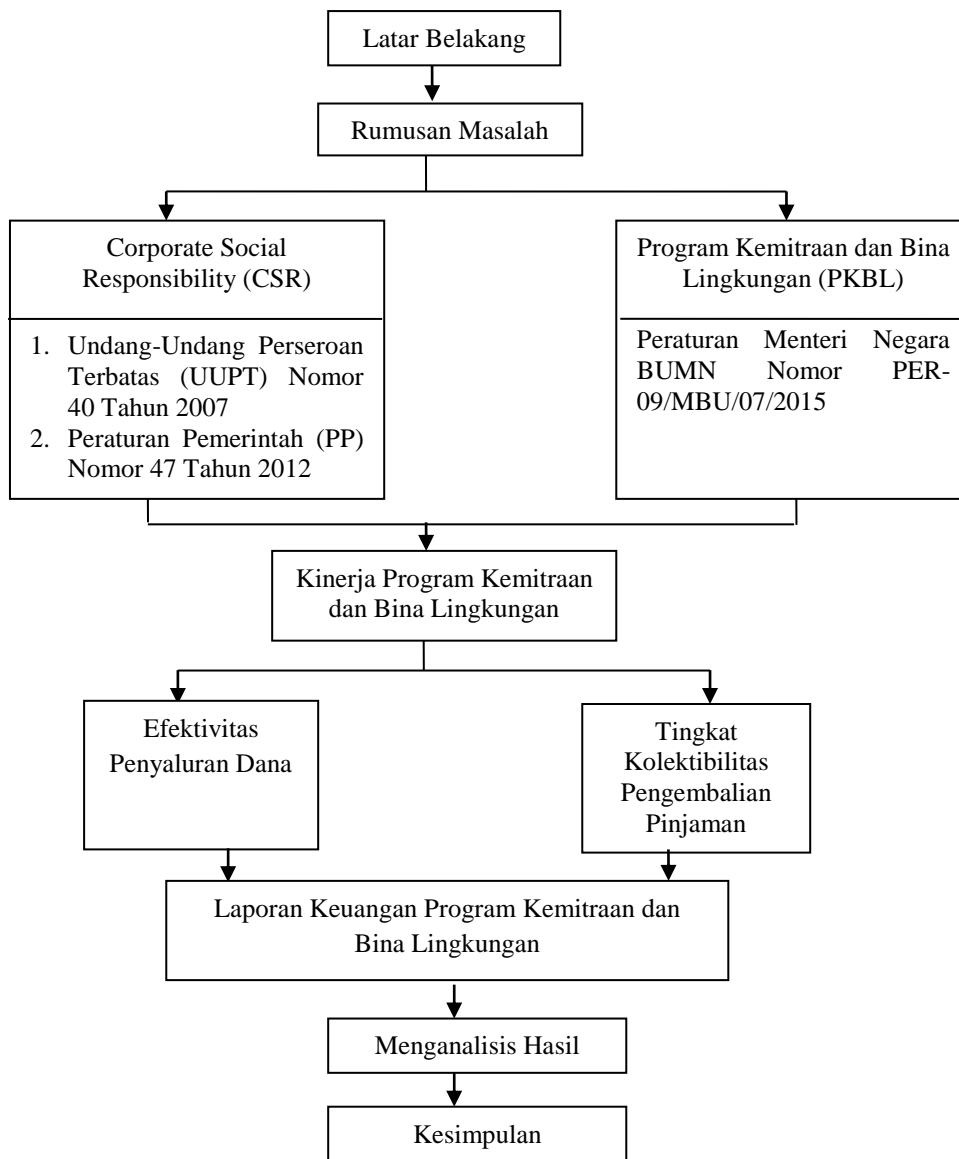 Latar Belakang
Rumusan Masalah
Corporate Social
Responsibility (CSR)
1. Undang-Undang Perseroan
Terbatas (UUPT) Nomor
40 Tahun 2007
2. Peraturan Pemerintah (PP)
Nomor 47 Tahun 2012
Program Kemitraan dan Bina
Lingkungan (PKBL)
Peraturan Menteri Negara
BUMN Nomor PER-
09/MBU/07/2015
Kinerja Program Kemitraan
dan Bina Lingkungan
Efektivitas
Penyaluran Dana
Tingkat
Kolektibilitas
Pengembalian
Pinjaman
Laporan Keuangan Program Kemitraan dan
Bina Lingkungan
Menganalisis Hasil
Kesimpulan